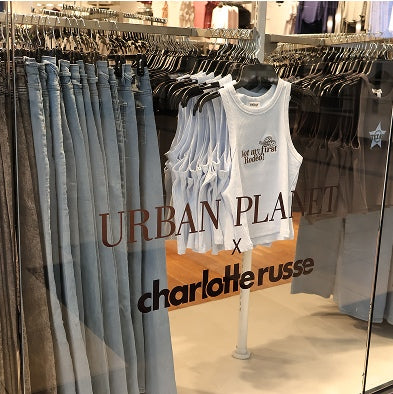 Not my first
Rodeo!
URBAN PLANET
X
charlotte russe